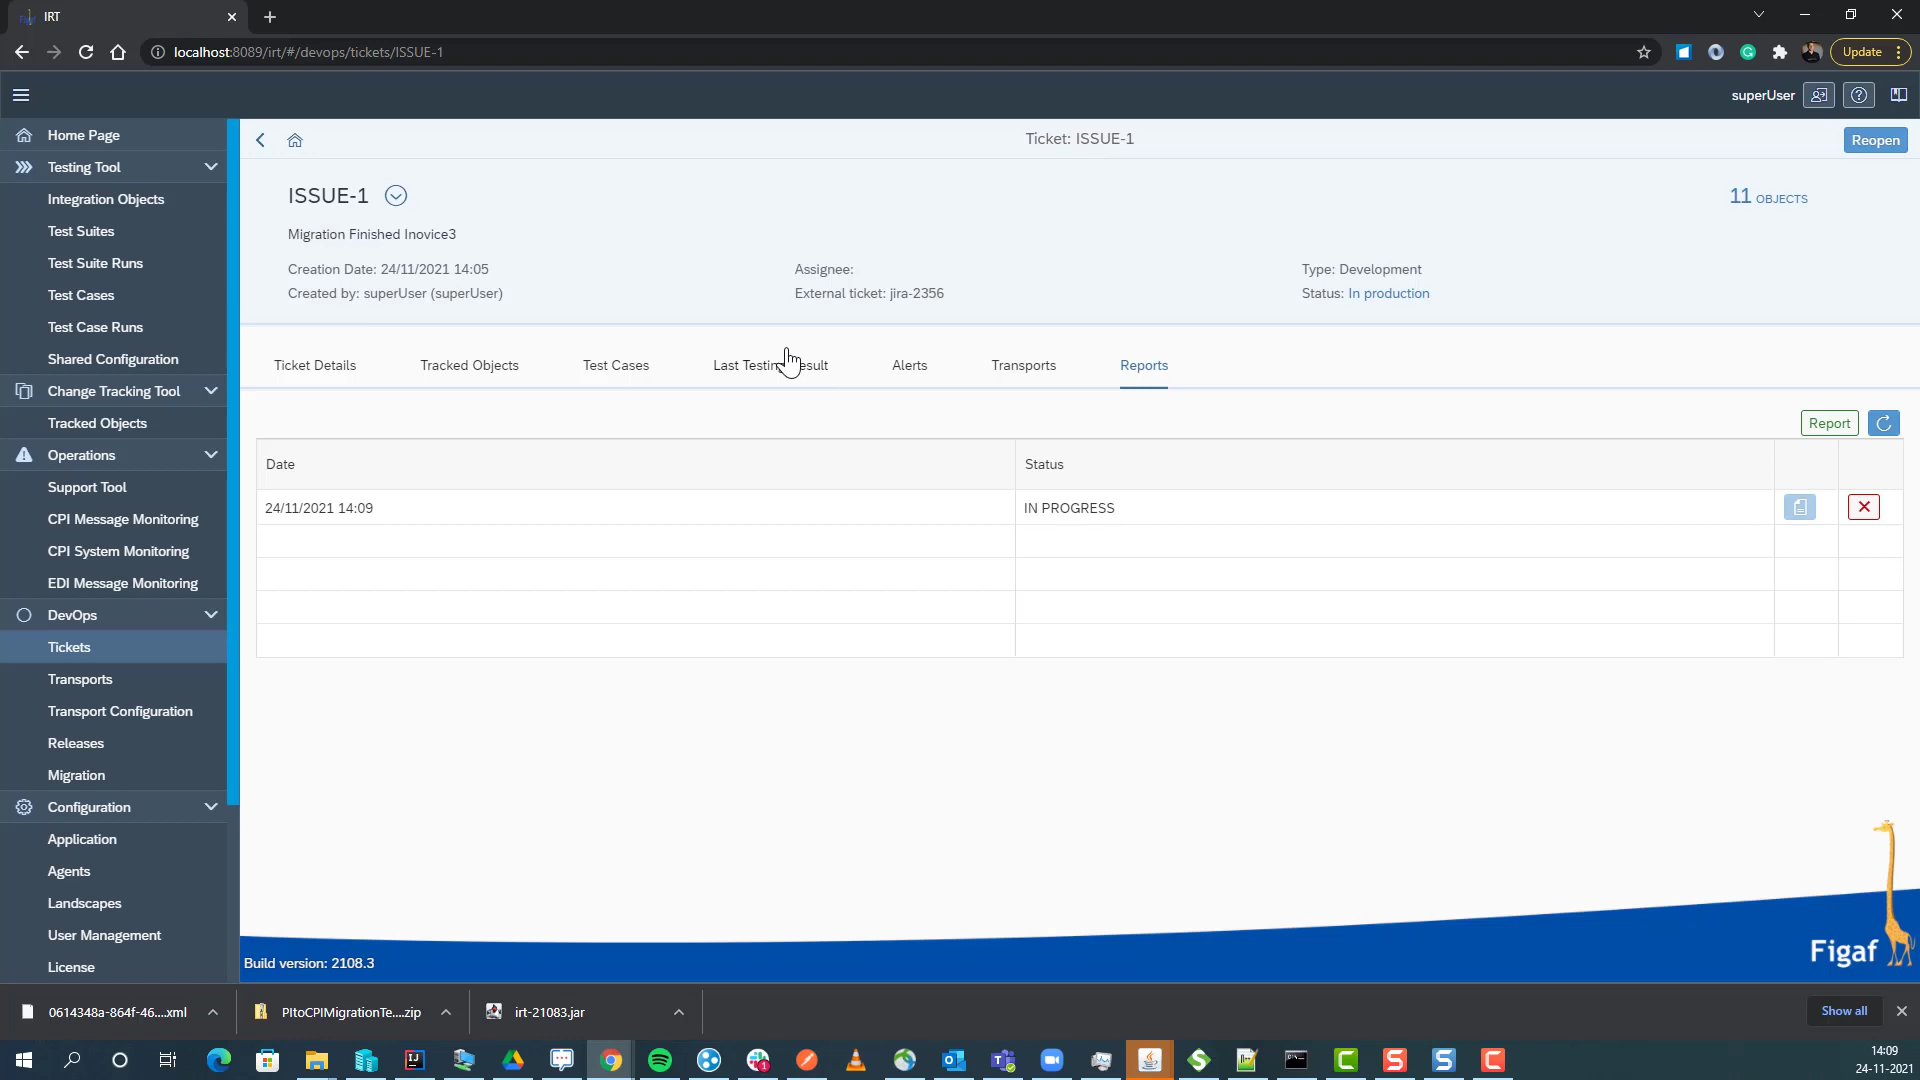 IRT
localhost:8089/irt/#/devops/tickets/ISSUE-1
Update
superUser
Home Page
Testing Tool
Integration Objects
Test Suites
Test Suite Runs
Test Cases
Test Case Runs
Shared Configuration
Change Tracking Tool
Tracked Objects
Operations
Support Tool
CPI Message Monitoring
CPI System Monitoring
EDI Message Monitoring
DevOps
Tickets
Transports
Transport Configuration
Releases
Migration
Configuration
Application
Agents
Landscapes
User Management
License
Ticket: ISSUE-1
Reopen
ISSUE-1
11 OBJECTS
Migration Finished Inovice3
Creation Date: 24/11/2021 14:05
Assignee:
Type: Development
Created by: superUser (superUser)
External ticket: jira-2356
Status: In production
Ticket Details
Tracked Objects
Test Cases
Last Testin esult
Alerts
Transports
Reports
Report
Date
Status
24/11/2021 14:09
IN PROGRESS
Build version: 2108.3
Figaf
0614348a-864f-46....xml
PItoCPIMigrationTe....zip
irt-21083.jar
Show all
14:09
24-11-2021